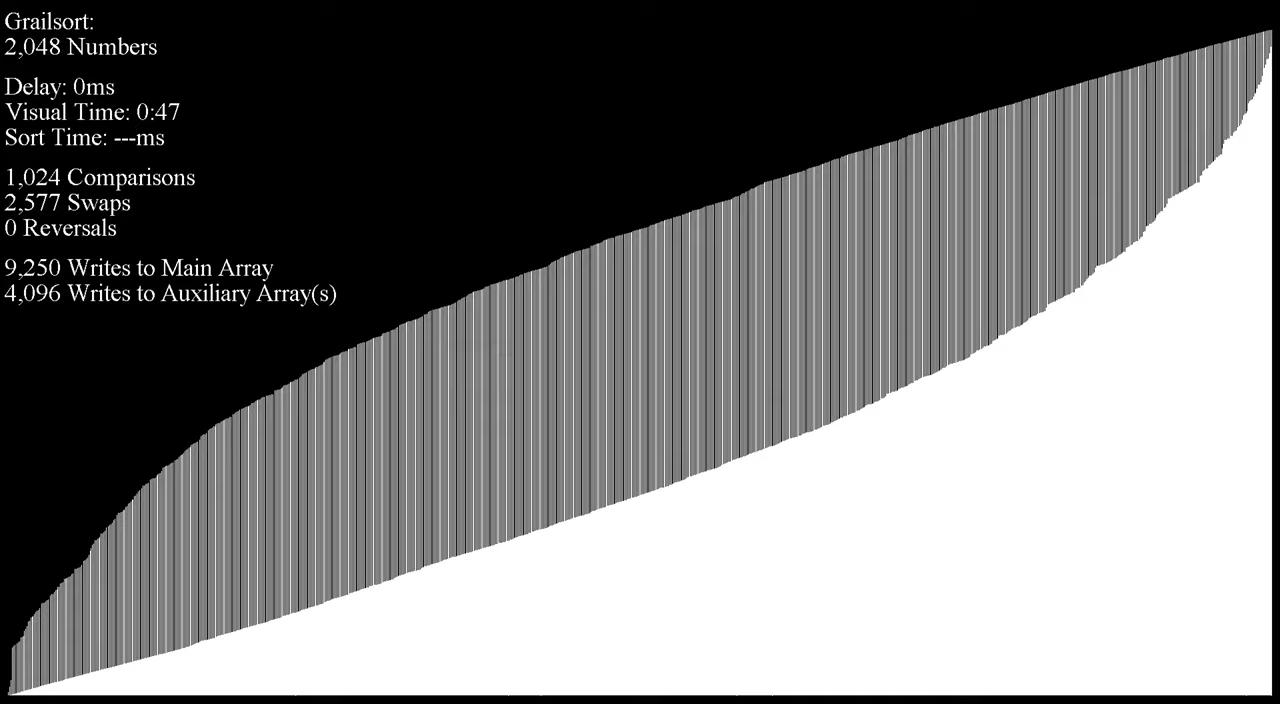 Grailsort:
2,048 Numbers
Delay: 0ms
Visual Time: 0:47
Sort Time: ---ms
1,024 Comparisons
2,577 Swaps
0 Reversals
9,250 Writes to Main Array
4,096 Writes to Auxiliary Array(s)